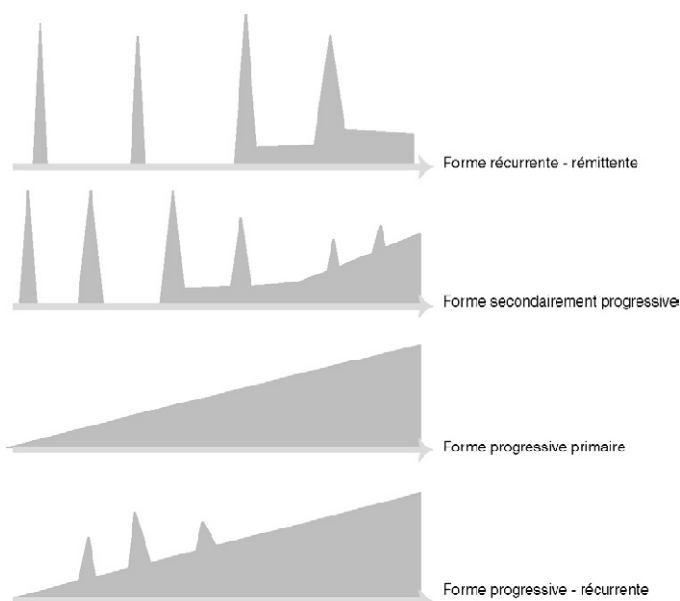 Forme récurrente - rémittente
Forme secondairement progressive
Forme progressive primaire
Forme progressive - récurrente